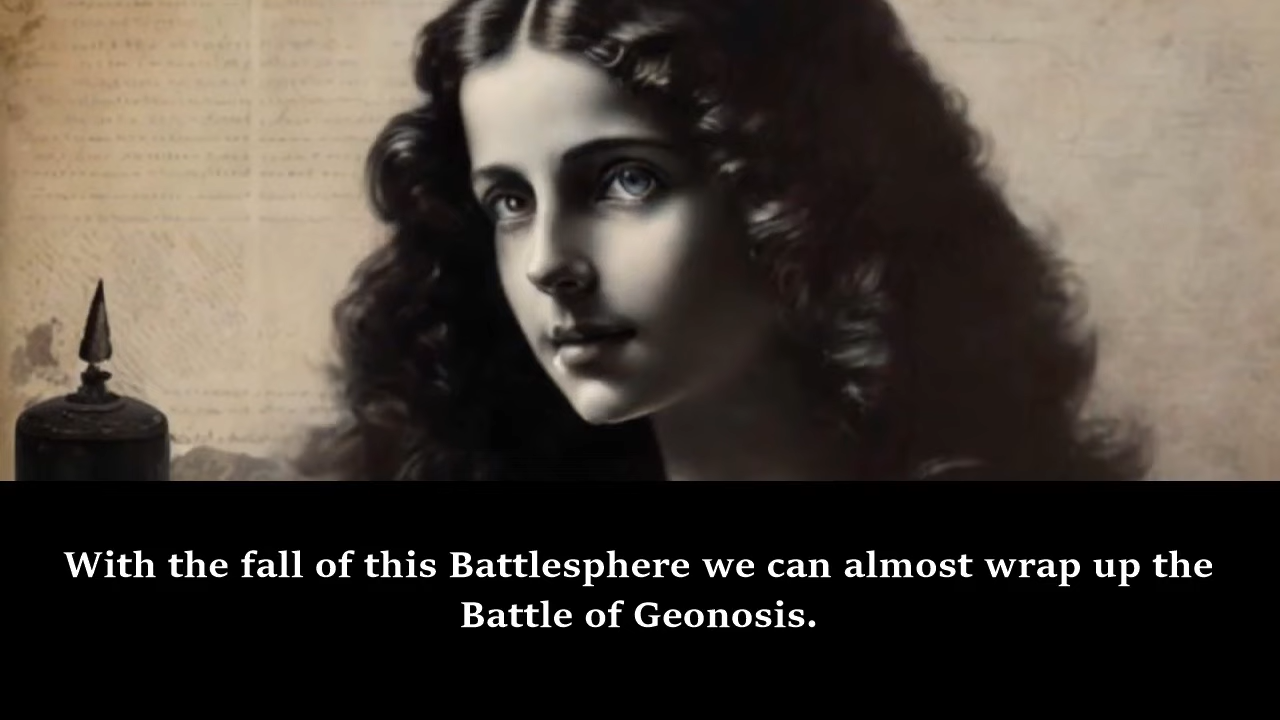 With the fall of this Battlesphere we can almost wrap up the
Battle of Geonosis.